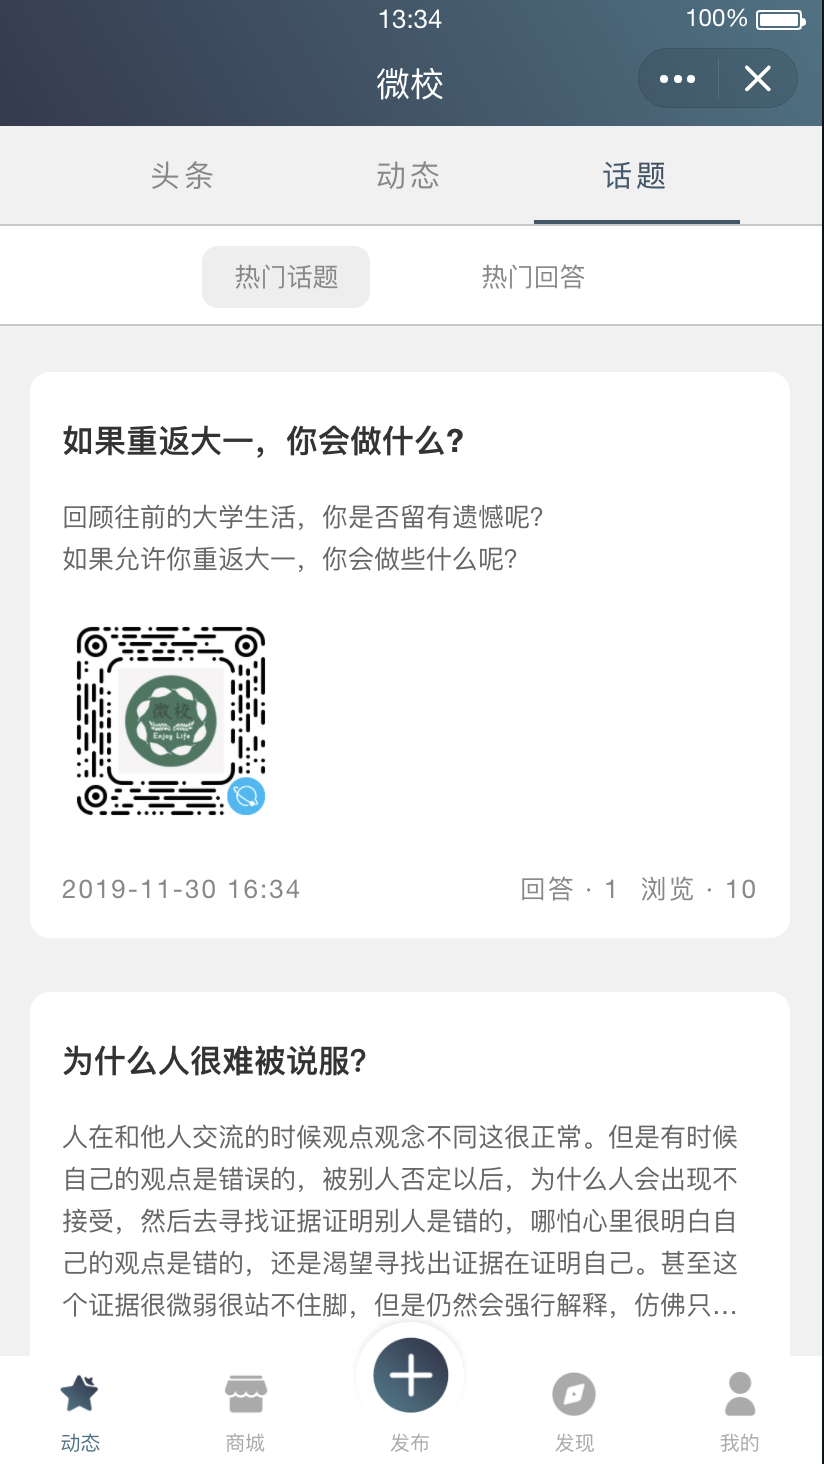 13:34
100%
微校
头条
动态
话题
热门话题
热门回答
如果重返大一，你会做什么?
回顾往前的大学生活，你是否留有遗憾呢?
如果允许你重返大一，你会做些什么呢?
微校
Enjoy Life
2019-11-30 16:34
回答 · 1 浏览 · 10
为什么人很难被说服?
人在和他人交流的时候观点观念不同这很正常。但是有时候
自己的观点是错误的，被别人否定以后，为什么人会出现不
接受，然后去寻找证据证明别人是错的，哪怕心里很明白自
己的观点是错的，还是渴望寻找出证据在证明自己。甚至这
个证据很微弱很站不住脚，但是仍然会强行解释，仿佛只...
动态
商城
发布
发现
我的